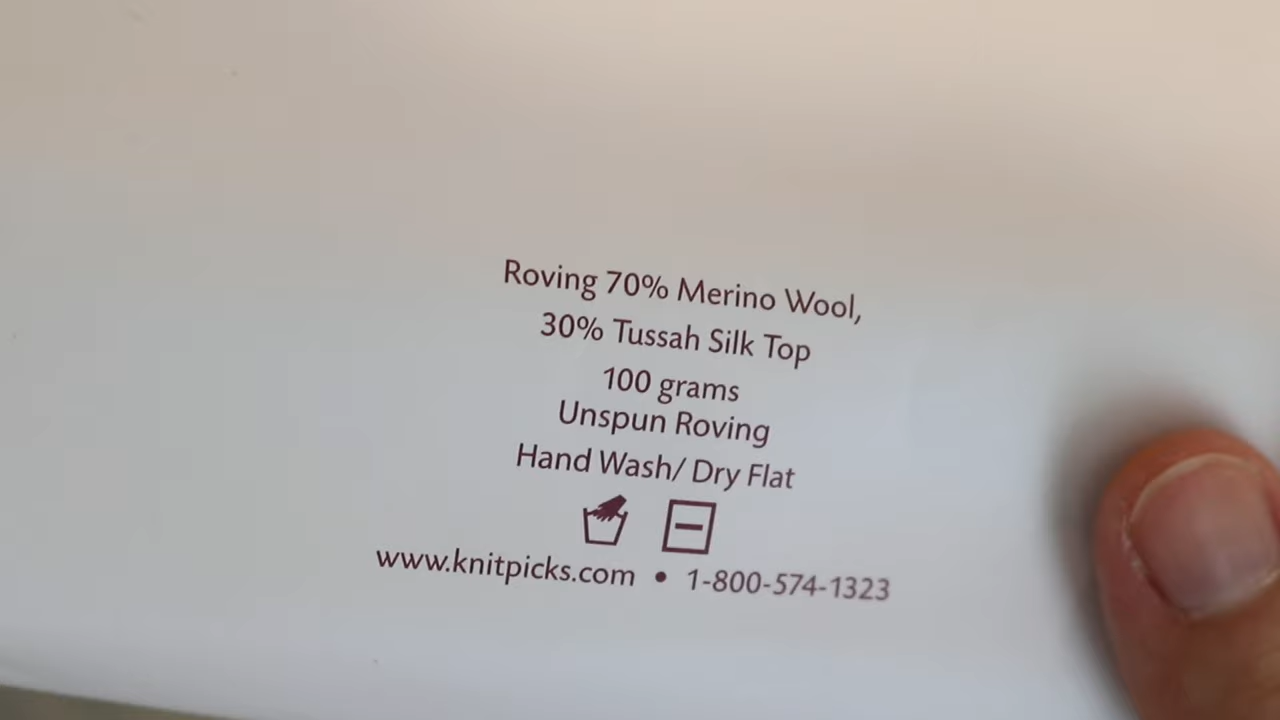 Roving 70% Merino Wool,
30% Tussah Silk Top
100 grams
Unspun Roving
Hand Wash/ Dry Flat
www.knitpicks.com • 1-800-574-1323